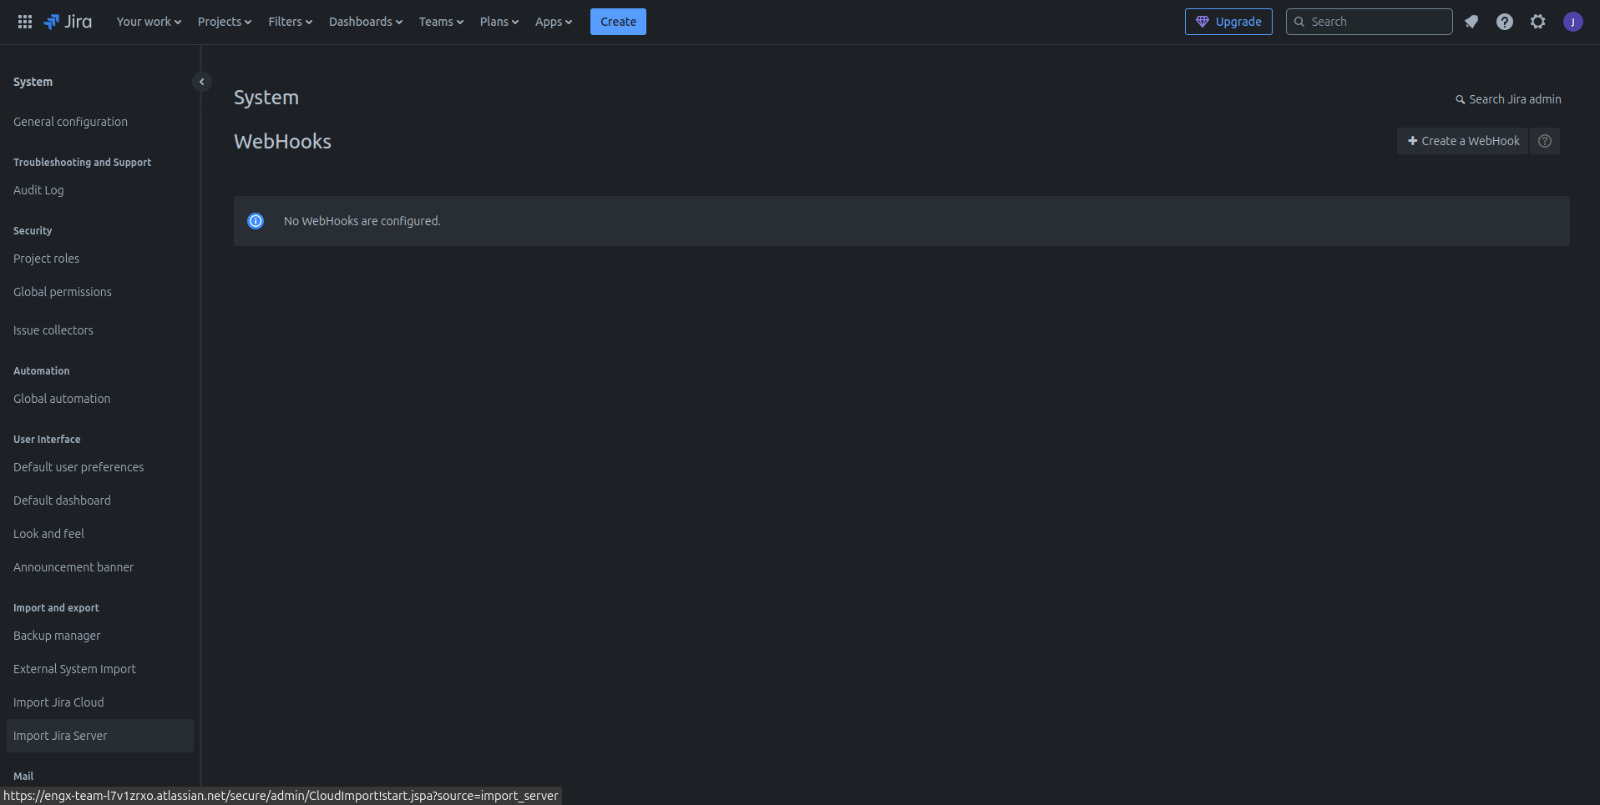 Jira
Your work
Projects
Filters
Dashboards
Teams
Plans
Apps
Create
Upgrade
Search
J
System
General configuration
Troubleshooting and Support
Audit Log
Security
Project roles
Global permissions
Issue collectors
Automation
Global automation
User Interface
Default user preferences
Default dashboard
Look and feel
Announcement banner
Import and export
Backup manager
External System Import
Import Jira Cloud
Import Jira Server
Mail
System
Search Jira admin
WebHooks
Create a WebHook
No WebHooks are configured.
https://engx-team-l7v1zrxo.atlassian.net/secure/admin/CloudImport!start.jspa?source=import_server